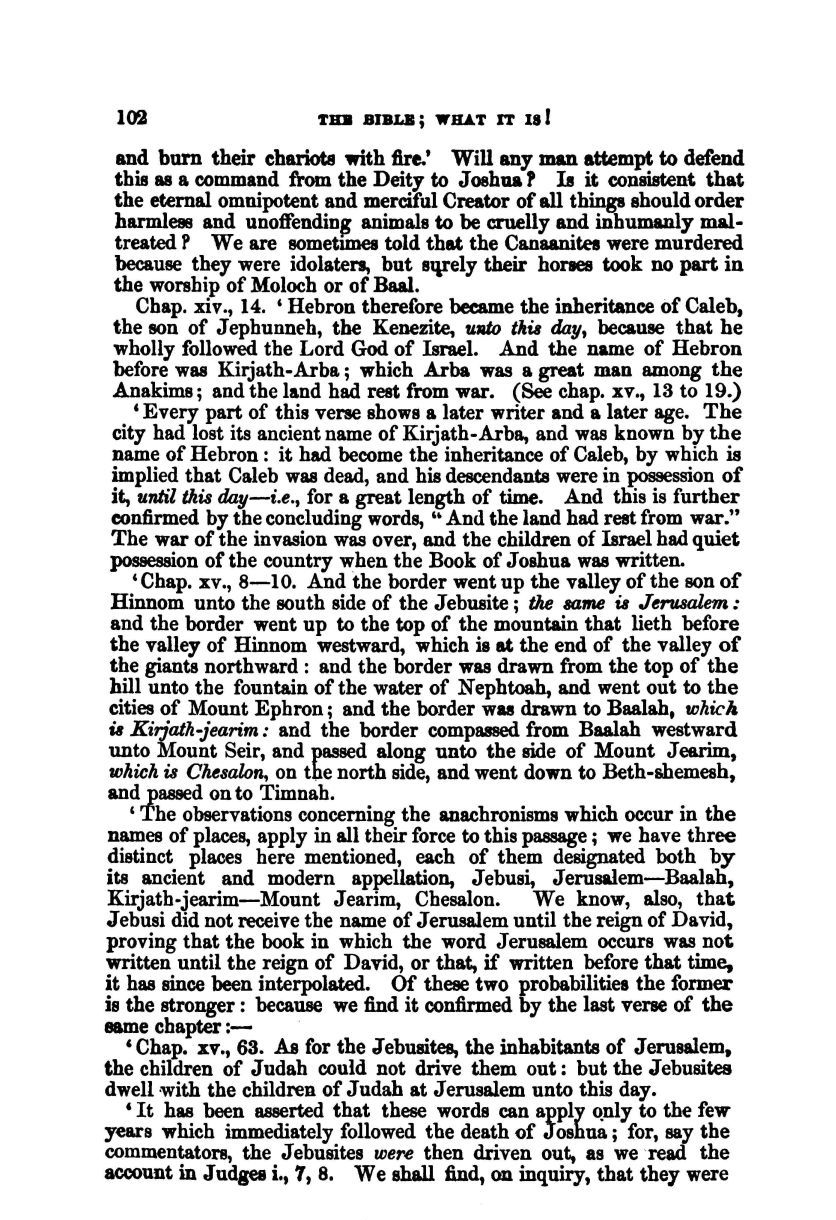 102 THE BIBLE; WHAT IT IS!
and burn their chariots with fire.' Will any man attempt to defend
this as a command from the Deity to Joshua? Is it consistent that
the eternal omnipotent and merciful Creator of all things should order
harmless and unoffending animals to be cruelly and inhumanly mal-
treated? We are sometimes told that the Canaanites were murdered
because they were idolaters, but surely their horses took no part in
the worship of Moloch or of Baal.
Chap. xiv., 14. ‘Hebron therefore became the inheritance of Caleb,
the son of Jephunneh, the Kenezite, unto this day, because that he
wholly followed the Lord God of Israel. And the name of Hebron
before was Kirjath-Arba; which Arba was a great man among the
Anakims; and the land had rest from war. (See chap. xv., 13 to 19.)
‘Every part of this verse shows a later writer and a later age. The
city had lost its ancient name of Kirjath-Arba, and was known by the
name of Hebron: it had become the inheritance of Caleb, by which is
implied that Caleb was dead, and his descendants were in possession of
it, until this day—i.e., for a great length of time. And this is further
confirmed by the concluding words, “And the land had rest from war.”
The war of the invasion was over, and the children of Israel had quiet
possession of the country when the Book of Joshua was written.
‘Chap. xv., 8—10. And the border went up the valley of the son of
Hinnom unto the south side of the Jebusite; the same is Jerusalem:
and the border went up to the top of the mountain that lieth before
the valley of Hinnom westward, which is at the end of the valley of
the giants northward: and the border was drawn from the top of the
hill unto the fountain of the water of Nephtoah, and went out to the
cities of Mount Ephron; and the border was drawn to Baalah, which
is Kirjath-jearim: and the border compassed from Baalah westward
unto Mount Seir, and passed along unto the side of Mount Jearim,
which is Chesalon, on the north side, and went down to Beth-shemesh,
and passed on to Timnah.
‘The observations concerning the anachronisms which occur in the
names of places, apply in all their force to this passage; we have three
distinct places here mentioned, each of them designated both by
its ancient and modern appellation, Jebusi, Jerusalem—Baalah,
Kirjath-jearim—Mount Jearim, Chesalon. We know, also, that
Jebusi did not receive the name of Jerusalem until the reign of David,
proving that the book in which the word Jerusalem occurs was not
written until the reign of David, or that, if written before that time,
it has since been interpolated. Of these two probabilities the former
is the stronger: because we find it confirmed by the last verse of the
same chapter:—
‘Chap. xv., 63. As for the Jebusites, the inhabitants of Jerusalem,
the children of Judah could not drive them out: but the Jebusites
dwell with the children of Judah at Jerusalem unto this day.
‘It has been asserted that these words can apply only to the few
years which immediately followed the death of Joshua; for, say the
commentators, the Jebusites were then driven out, as we read the
account in Judges i., 7, 8. We shall find, on inquiry, that they were